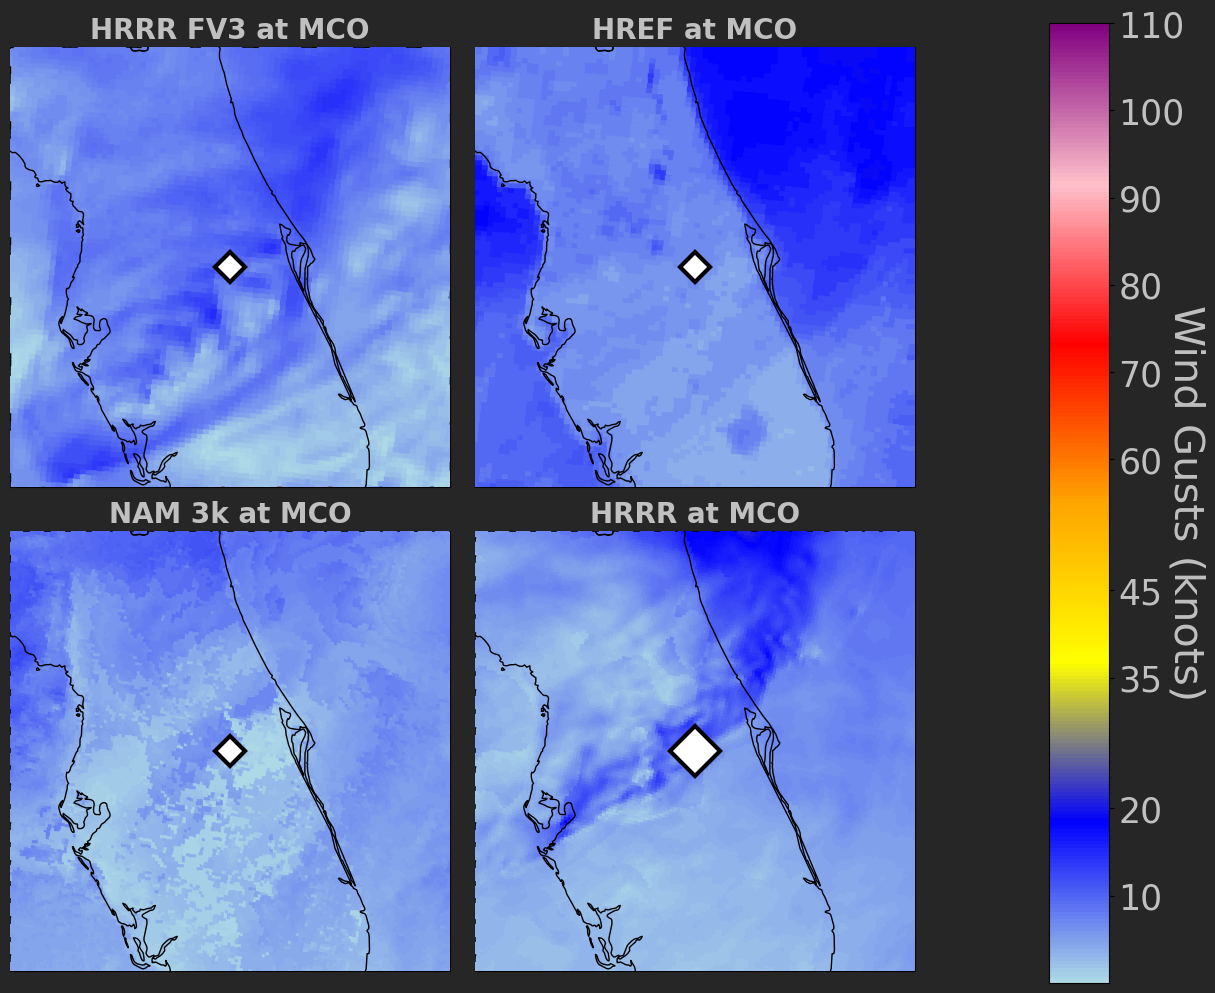 HRRR FV3 at MCO
HREF at MCO
NAM 3k at MCO
HRRR at MCO
110
100
90
80
70
60
45
35
20
10
Wind Gusts (knots)